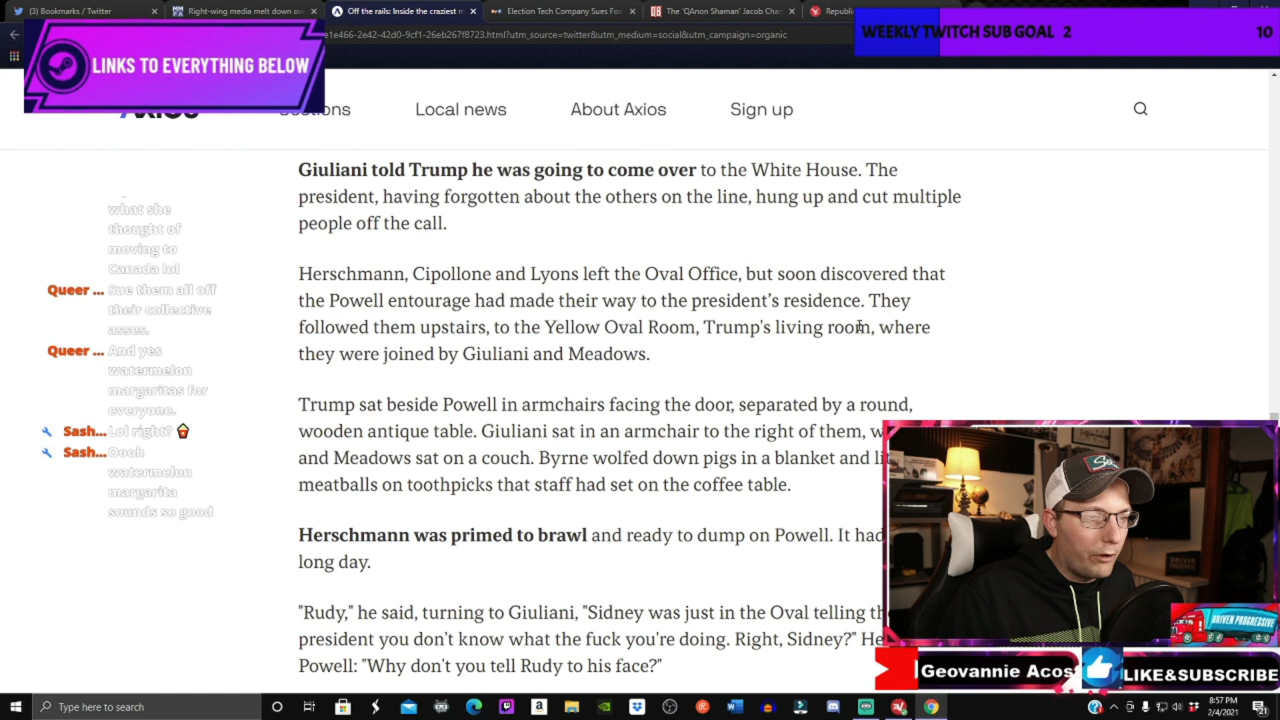 (3) Bookmarks / Twitter
Right-wing media melt down ove
Off the rails: Inside the craziest m
Election Tech Company Sues Fox
The 'QAnon Shaman' Jacob Chan
Republi
e1e466-2e42-42d0-9cf1-26eb267f8723.html?utm_source=twitter&utm_medium=social&utm_campaign=organic
WEEKLY TWITCH SUB GOAL 2
10
LINKS TO EVERYTHING BELOW
AXIOS
Sections
Local news
About Axios
Sign up
Giuliani told Trump he was going to come over to the White House. The
president, having forgotten about the others on the line, hung up and cut multiple
people off the call.
Herschmann, Cipollone and Lyons left the Oval Office, but soon discovered that
the Powell entourage had made their way to the president's residence. They
followed them upstairs, to the Yellow Oval Room, Trump's living room, where
they were joined by Giuliani and Meadows.
Trump sat beside Powell in armchairs facing the door, separated by a round,
wooden antique table. Giuliani sat in an armchair to the right of them, w
and Meadows sat on a couch. Byrne wolfed down pigs in a blanket and li
meatballs on toothpicks that staff had set on the coffee table.
Herschmann was primed to brawl and ready to dump on Powell. It had
long day.
"Rudy," he said, turning to Giuliani, "Sidney was just in the Oval telling th
president you don't know what the fuck you're doing. Right, Sidney?" He
Powell: "Why don't you tell Rudy to his face?"
what she
thought of
moving to
Canada lol
Queer ... Sue them all off
their collective
asses.
Queer ... And yes
watermelon
margaritas for
everyone.
Sash... Lol right?
Sash... Oooh
watermelon
margarita
sounds so good
DRIVEN PROGRESSIVE
Geovannie Acos
LIKE&SUBSCRIBE
Type here to search
8:57 PM
2/4/2021
21